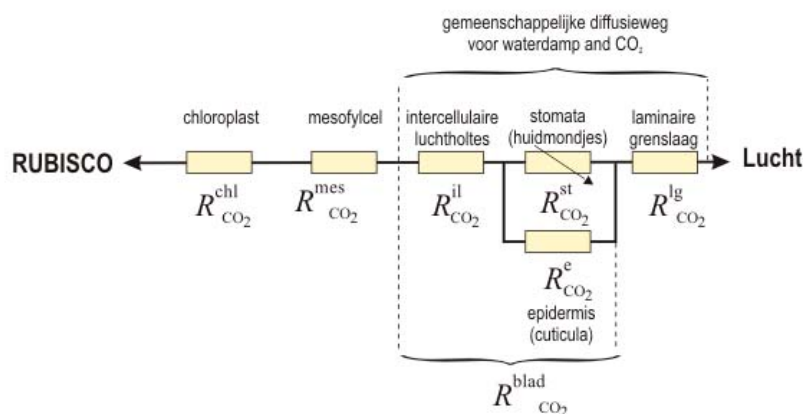 gemeenschappelijke diffusieweg
voor waterdamp and CO₂
chloroplast
mesofylcel
intercellulaire
luchtholtes
stomata
(huidmondjes)
laminaire
grenslaag
RUBISCO
Lucht
R^chl_CO₂
R^mes_CO₂
R^il_CO₂
R^st_CO₂
R^lg_CO₂
R^e_CO₂
epidermis
(cuticula)
R^blad_CO₂